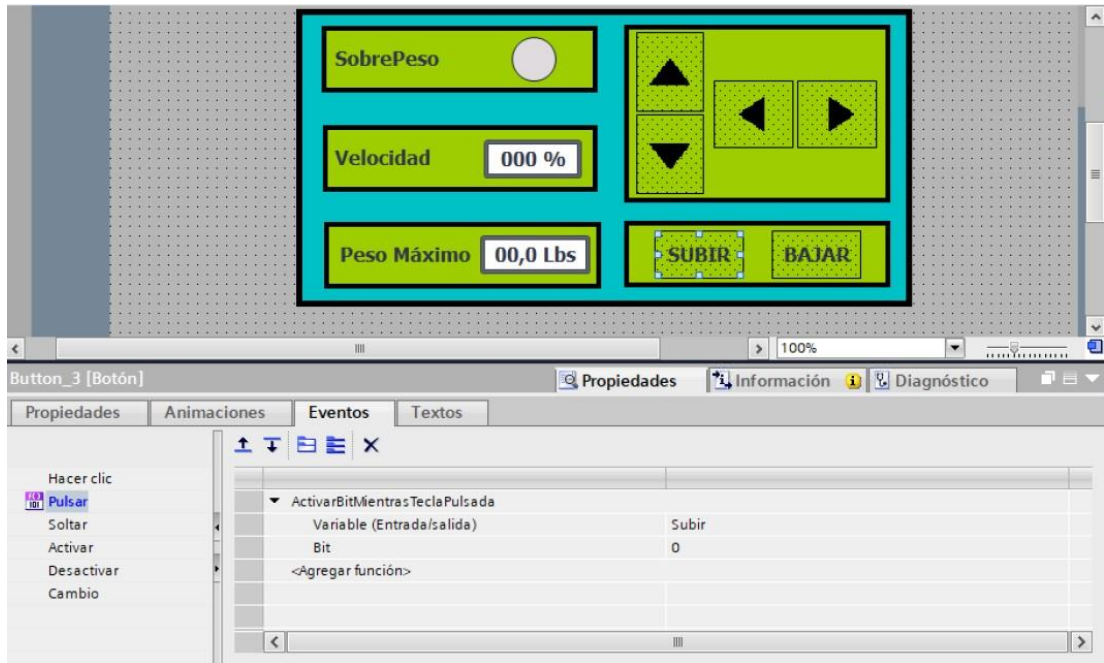 SobrePeso
Velocidad
000 %
Peso Máximo
00,0 Lbs
SUBIR
BAJAR
100%
Button_3 [Botón]
Propiedades
Información
Diagnóstico
Propiedades
Animaciones
Eventos
Textos
Hacer clic
Pulsar
Soltar
Activar
Desactivar
Cambio
ActivarBitMientrasTeclaPulsada
Variable (Entrada/salida)
Subir
Bit
0
<Agregar función>